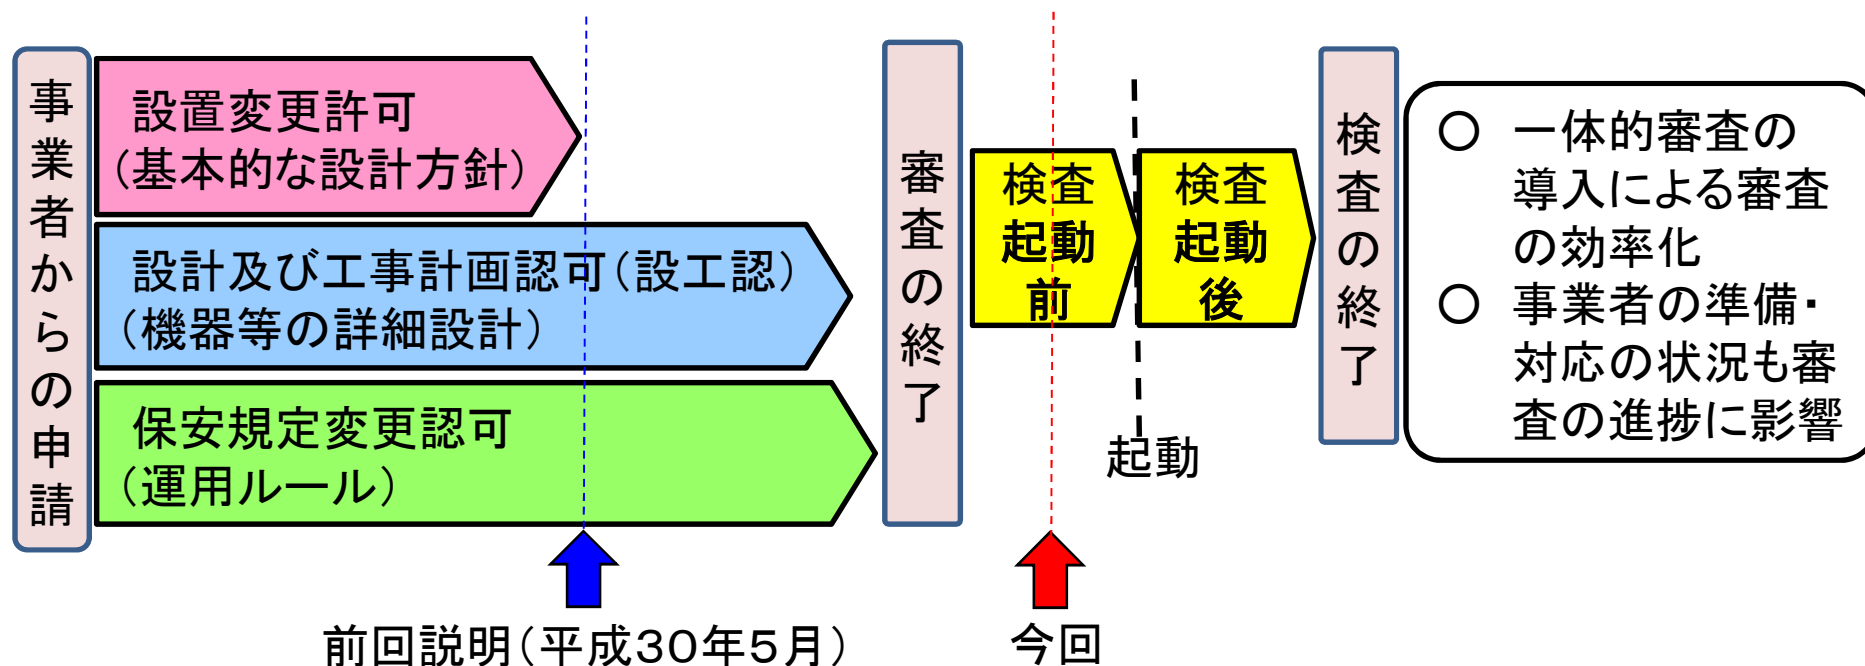 事業者からの申請
設置変更許可
(基本的な設計方針)
設計及び工事計画認可(設工認)
(機器等の詳細設計)
保安規定変更認可
(運用ルール)
審査の終了
検査
起動
前
検査
起動
後
起動
検査の終了
○ 一体的審査の
導入による審査
の効率化
○ 事業者の準備・
対応の状況も審
査の進捗に影響
前回説明(平成30年5月)
今回